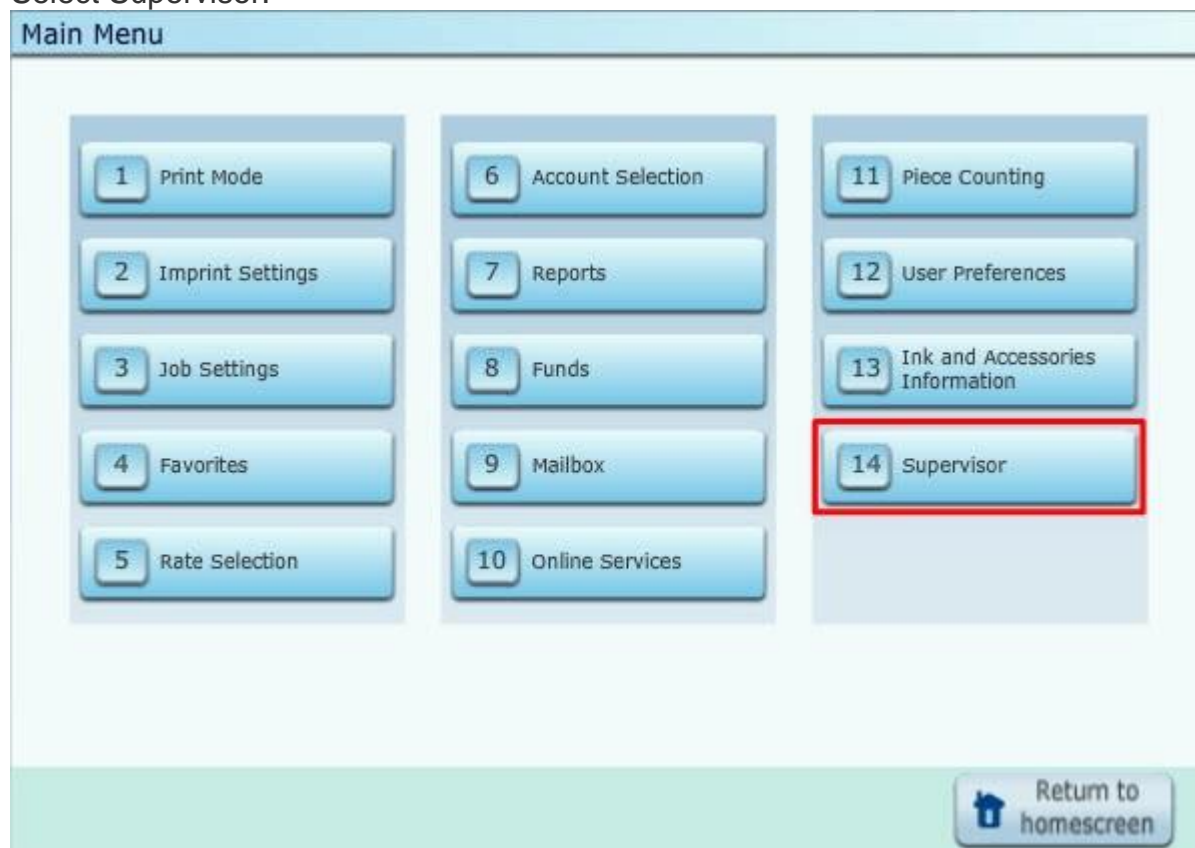 Select Supervisor.
Main Menu
1 Print Mode
2 Imprint Settings
3 Job Settings
4 Favorites
5 Rate Selection
6 Account Selection
7 Reports
8 Funds
9 Mailbox
10 Online Services
11 Piece Counting
12 User Preferences
13 Ink and Accessories
Information
14 Supervisor
Return to
homescreen